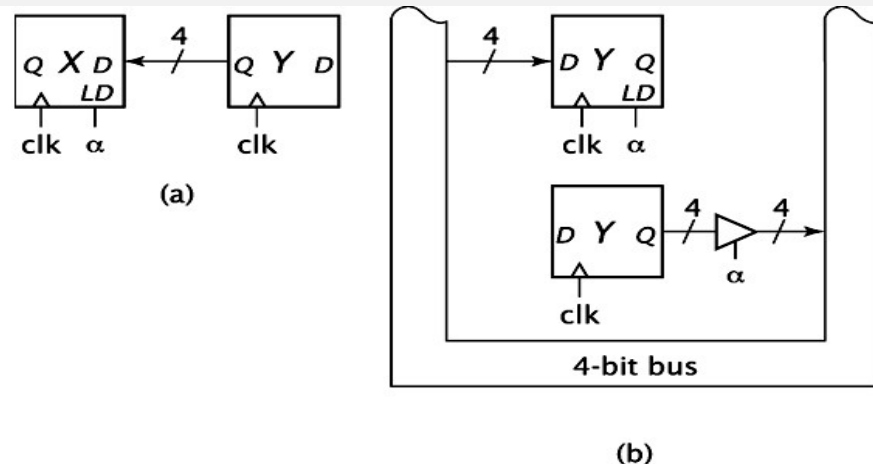 4
Q X D
LD
clk α
Q Y D
clk
(a)
4
D Y Q
LD
clk α
D Y Q
clk
4
4
α
4-bit bus
(b)